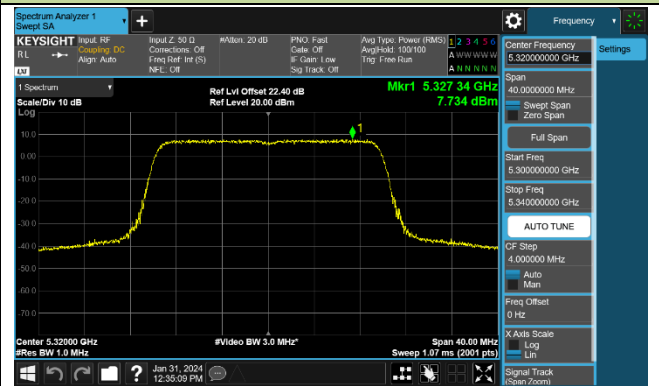 Spectrum Analyzer 1
Swept SA
Frequency
KEYSIGHT
RL
LXI
Input: RF
Coupling: DC
Align: Auto
Input Z: 50 Ω
Corrections: Off
Freq Ref: Int (S)
NFE: Off
#Atten: 20 dB
PNO: Fast
Gate: Off
IF Gain: Low
Sig Track: Off
Avg Type: Power (RMS)
Avg|Hold: 100/100
Trig: Free Run
1 2 3 4 5 6
A W W W W W
A N N N N N
Center Frequency
5.320000000 GHz
Settings
Span
40.0000000 MHz
Swept Span
Zero Span
Full Span
Start Freq
5.300000000 GHz
Stop Freq
5.340000000 GHz
AUTO TUNE
CF Step
4.000000 MHz
Auto
Man
Freq Offset
0 Hz
X Axis Scale
Log
Lin
Signal Track
(Span Zoom)
1 Spectrum
Scale/Div 10 dB
Log
Ref Lvl Offset 22.40 dB
Ref Level 20.00 dBm
Mkr1 5.327 34 GHz
7.734 dBm
1
10.0
0.00
-10.0
-20.0
-30.0
-40.0
-50.0
-60.0
-70.0
Center 5.32000 GHz
#Res BW 1.0 MHz
#Video BW 3.0 MHz*
Span 40.00 MHz
Sweep 1.07 ms (2001 pts)
?
Jan 31, 2024
12:35:09 PM